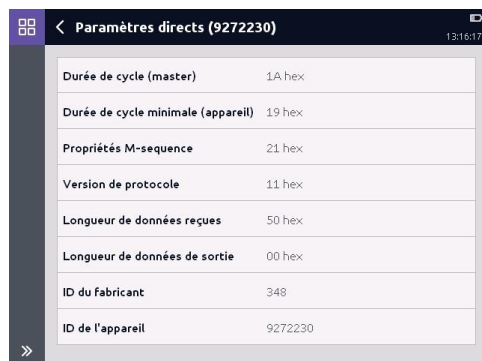 Paramètres directs (9272230)
13:16:17
Durée de cycle (master) 1A hex
Durée de cycle minimale (appareil) 19 hex
Propriétés M-sequence 21 hex
Version de protocole 11 hex
Longueur de données reçues 50 hex
Longueur de données de sortie 00 hex
ID du fabricant 348
ID de l'appareil 9272230